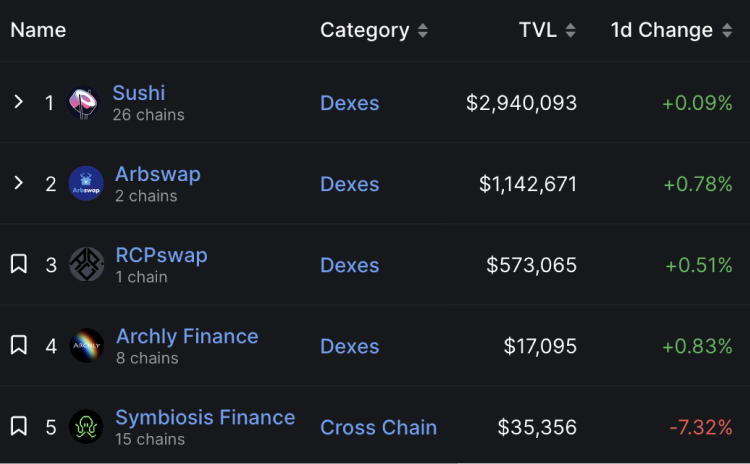 Name Category TVL 1d Change
1 Sushi Dexes $2,940,093 +0.09%
26 chains
2 Arbswap Dexes $1,142,671 +0.78%
2 chains
Arbswap
3 RCPswap Dexes $573,065 +0.51%
1 chain
4 Archly Finance Dexes $17,095 +0.83%
8 chains
ARCHLY
5 Symbiosis Finance Cross Chain $35,356 -7.32%
15 chains